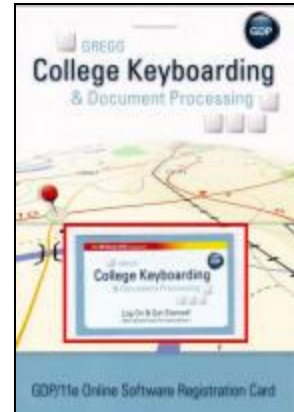 GDP
GREGG
College Keyboarding
& Document Processing
GREGG
College Keyboarding
& Document Processing
Log On & Get Started!
GDP/11e Online Software Registration Card